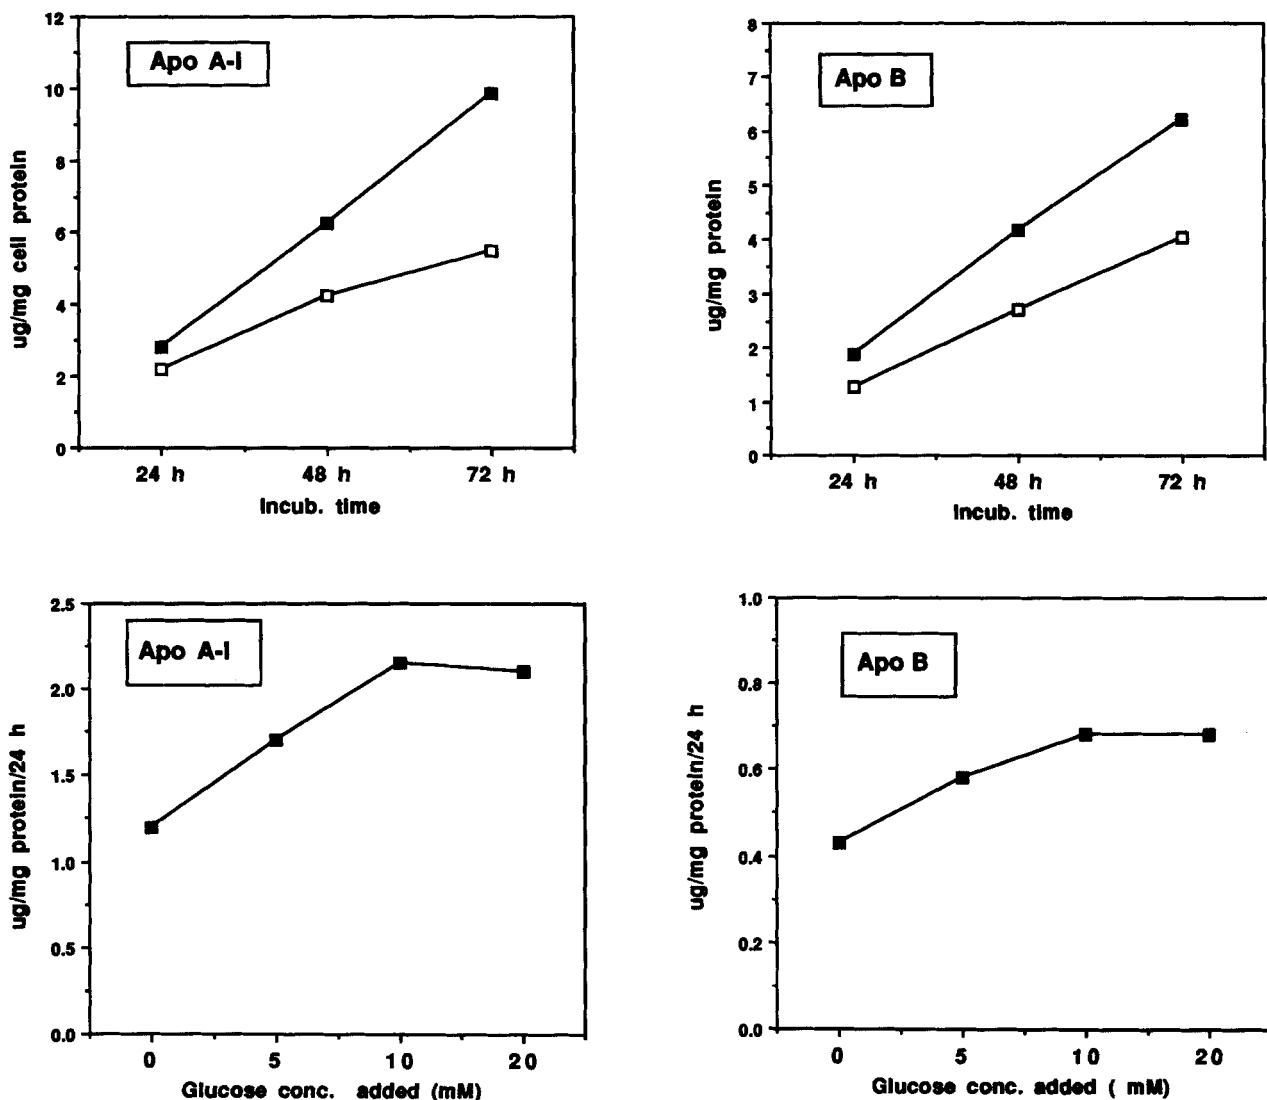 Apo A-I
ug/mg cell protein
12
10
8
6
4
2
0
24 h 48 h 72 h
Incub. time
Apo B
ug/mg protein
8
7
6
5
4
3
2
1
0
24 h 48 h 72 h
Incub. time
Apo A-I
ug/mg protein/24 h
2.5
2.0
1.5
1.0
0.5
0.0
0 5 10 20
Glucose conc. added (mM)
Apo B
ug/mg protein/24 h
1.0
0.8
0.6
0.4
0.2
0.0
0 5 10 20
Glucose conc. added ( mM)